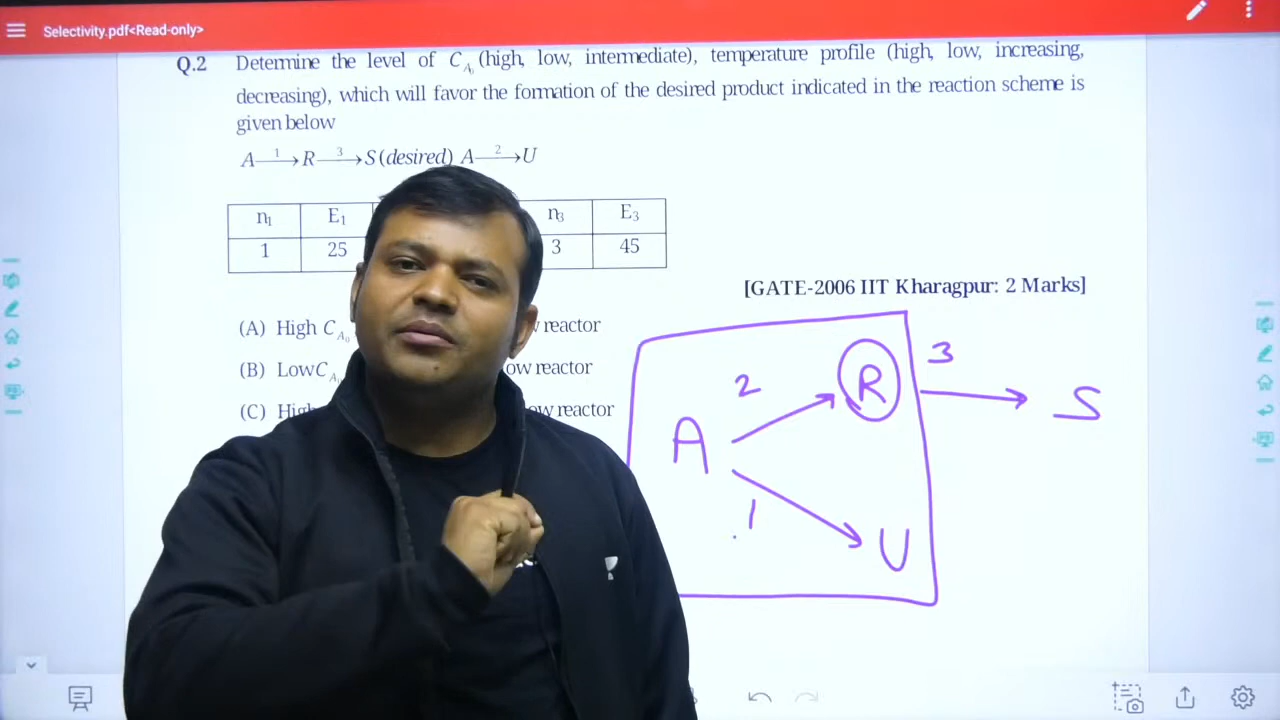 Selectivity.pdf<Read-only>
Q.2 Determine the level of C_A₀ (high, low, intermediate), temperature profile (high, low, increasing,
decreasing), which will favor the formation of the desired product indicated in the reaction scheme is
given below
A —1→ R —3→ S (desired) A —2→ U
n₁ E₁ n₃ E₃
1 25 3 45
[GATE-2006 IIT Kharagpur: 2 Marks]
(A) High C_A₀ reactor
(B) Low C_A reactor
(C) reactor
A 2 R 3 S
1 U